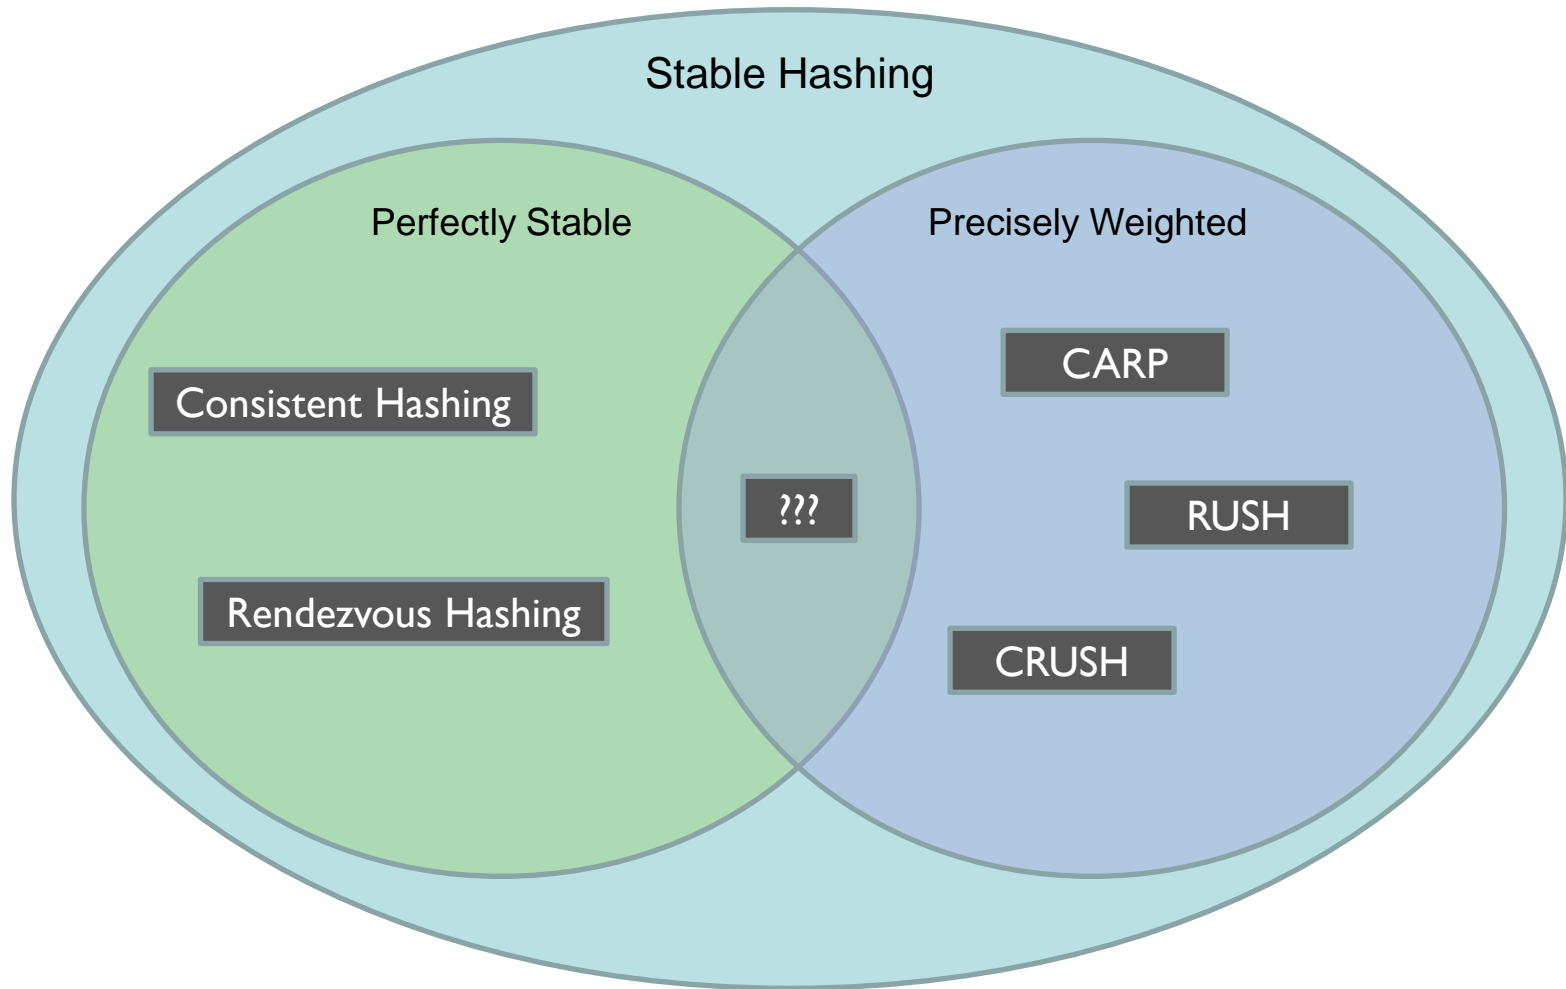 Stable Hashing
Perfectly Stable
Precisely Weighted
CARP
Consistent Hashing
???
RUSH
Rendezvous Hashing
CRUSH